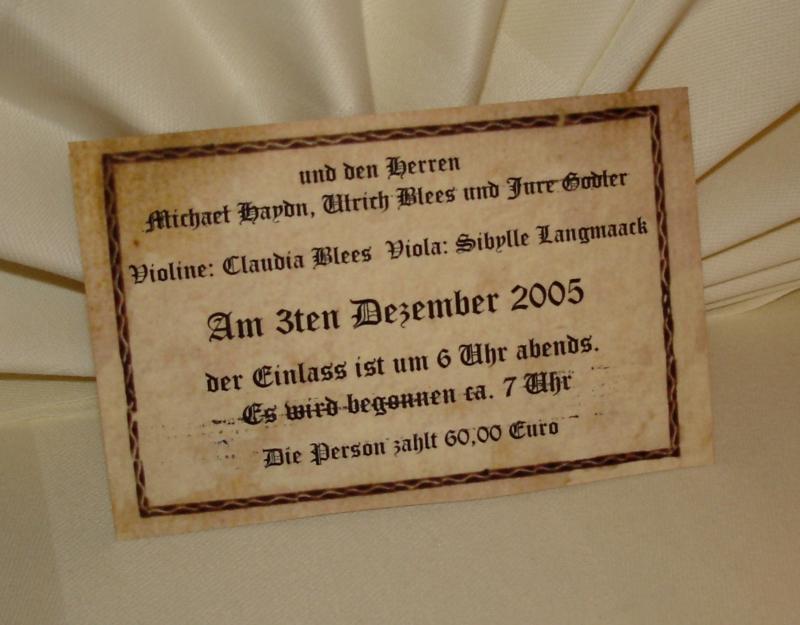 und den Herren
Michael Haydn, Ulrich Blees und Jure Godler
Violine: Claudia Blees Viola: Sibylle Langmaack
Am 3ten Dezember 2005
der Einlass ist um 6 Uhr abends.
Es wird begonnen ca. 7 Uhr
Die Person zahlt 60,00 Euro